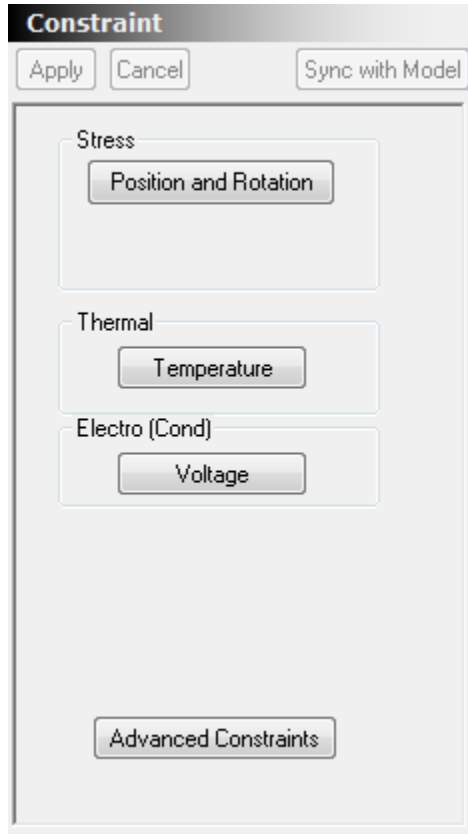 Constraint
Apply Cancel Sync with Model
Stress
Position and Rotation
Thermal
Temperature
Electro (Cond)
Voltage
Advanced Constraints